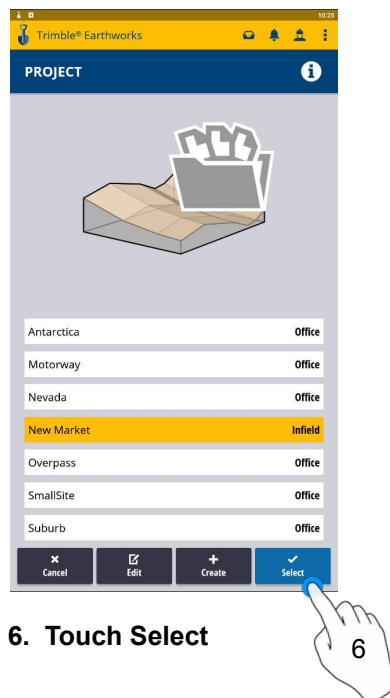 10:25
Trimble® Earthworks
PROJECT
i
Antarctica Office
Motorway Office
Nevada Office
New Market Infield
Overpass Office
SmallSite Office
Suburb Office
Cancel Edit Create Select
6. Touch Select
6